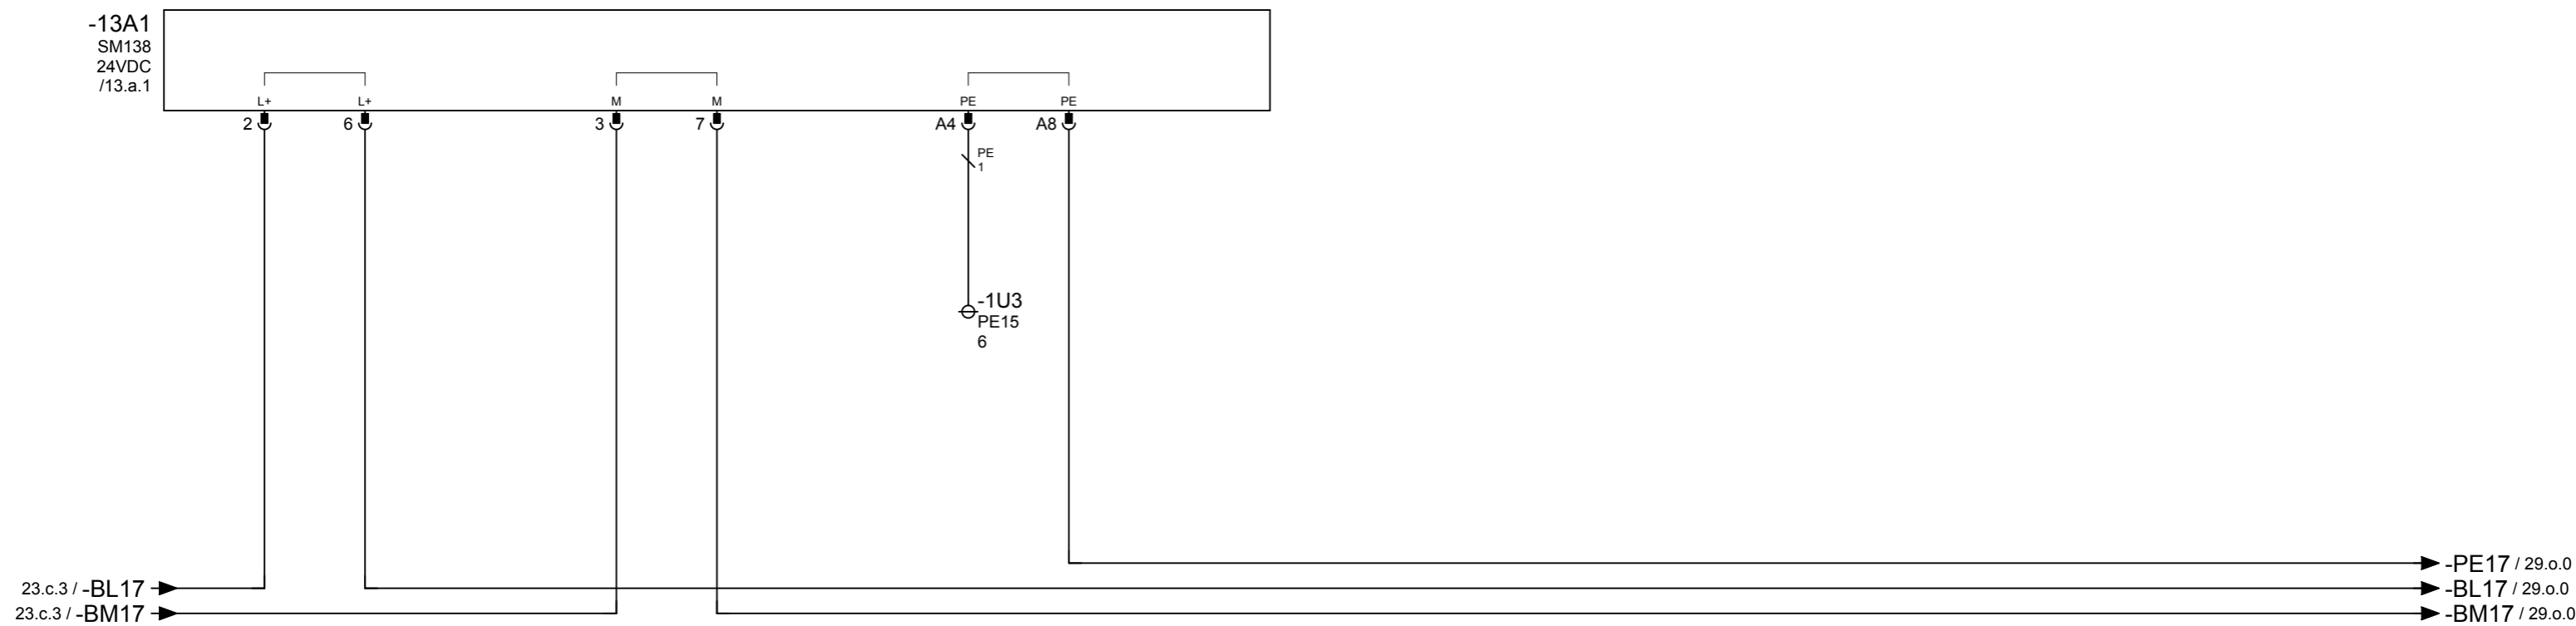 -13A1
SM138
24VDC
/13.a.1
L+ L+ M M PE PE
2 6 3 7 A4 A8
PE
1
-1U3
PE15
6
-PE17 / 29.o.0
23.c.3 / -BL17 -BL17 / 29.o.0
23.c.3 / -BM17 -BM17 / 29.o.0